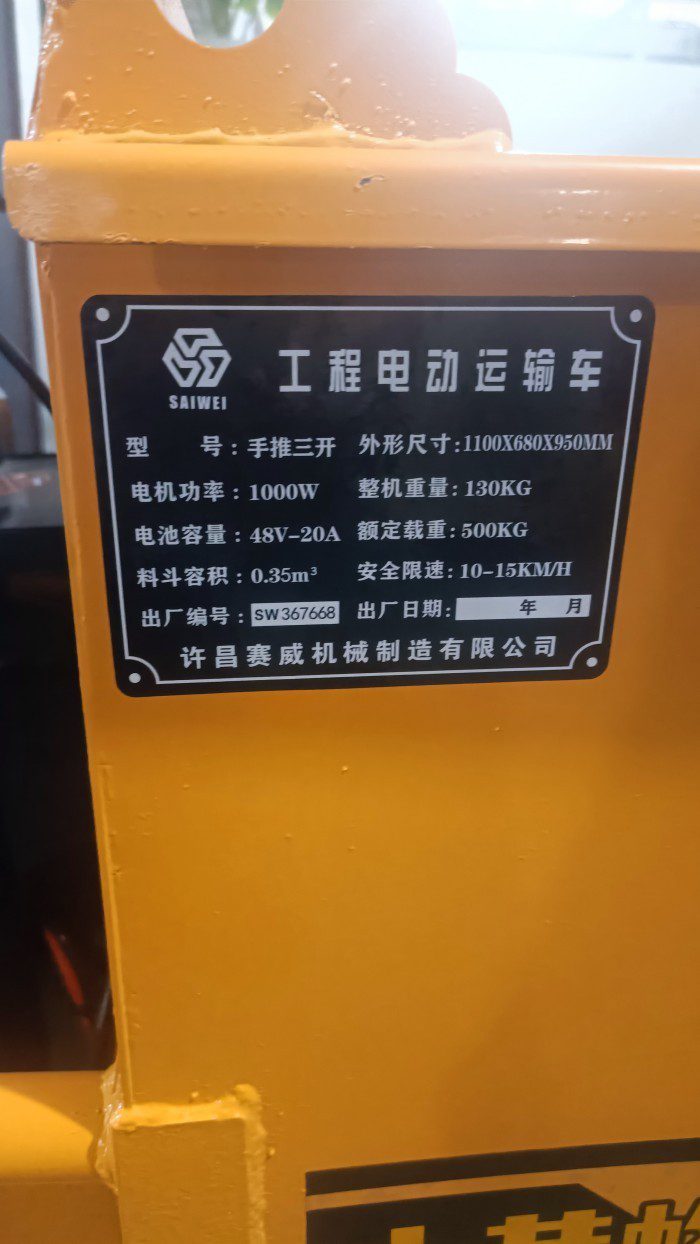 SAIWEI
工程电动运输车
型 号：手推三开 外形尺寸：1100X680X950MM
电机功率：1000W 整机重量：130KG
电池容量：48V-20A 额定载重：500KG
料斗容积：0.35m³ 安全限速：10-15KM/H
出厂编号：SW367668 出厂日期： 年 月
许昌赛威机械制造有限公司